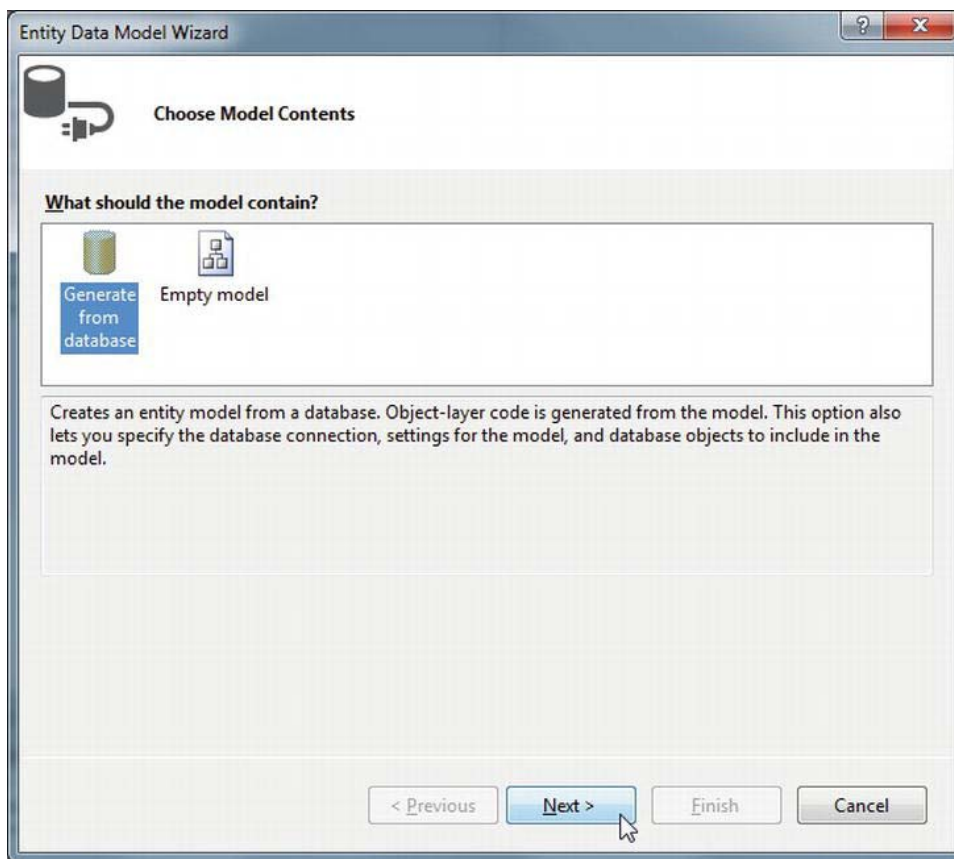 Entity Data Model Wizard
?
Choose Model Contents
What should the model contain?
Generate
from
database
Empty model
Creates an entity model from a database. Object-layer code is generated from the model. This option also
lets you specify the database connection, settings for the model, and database objects to include in the
model.
< Previous
Next >
Finish
Cancel